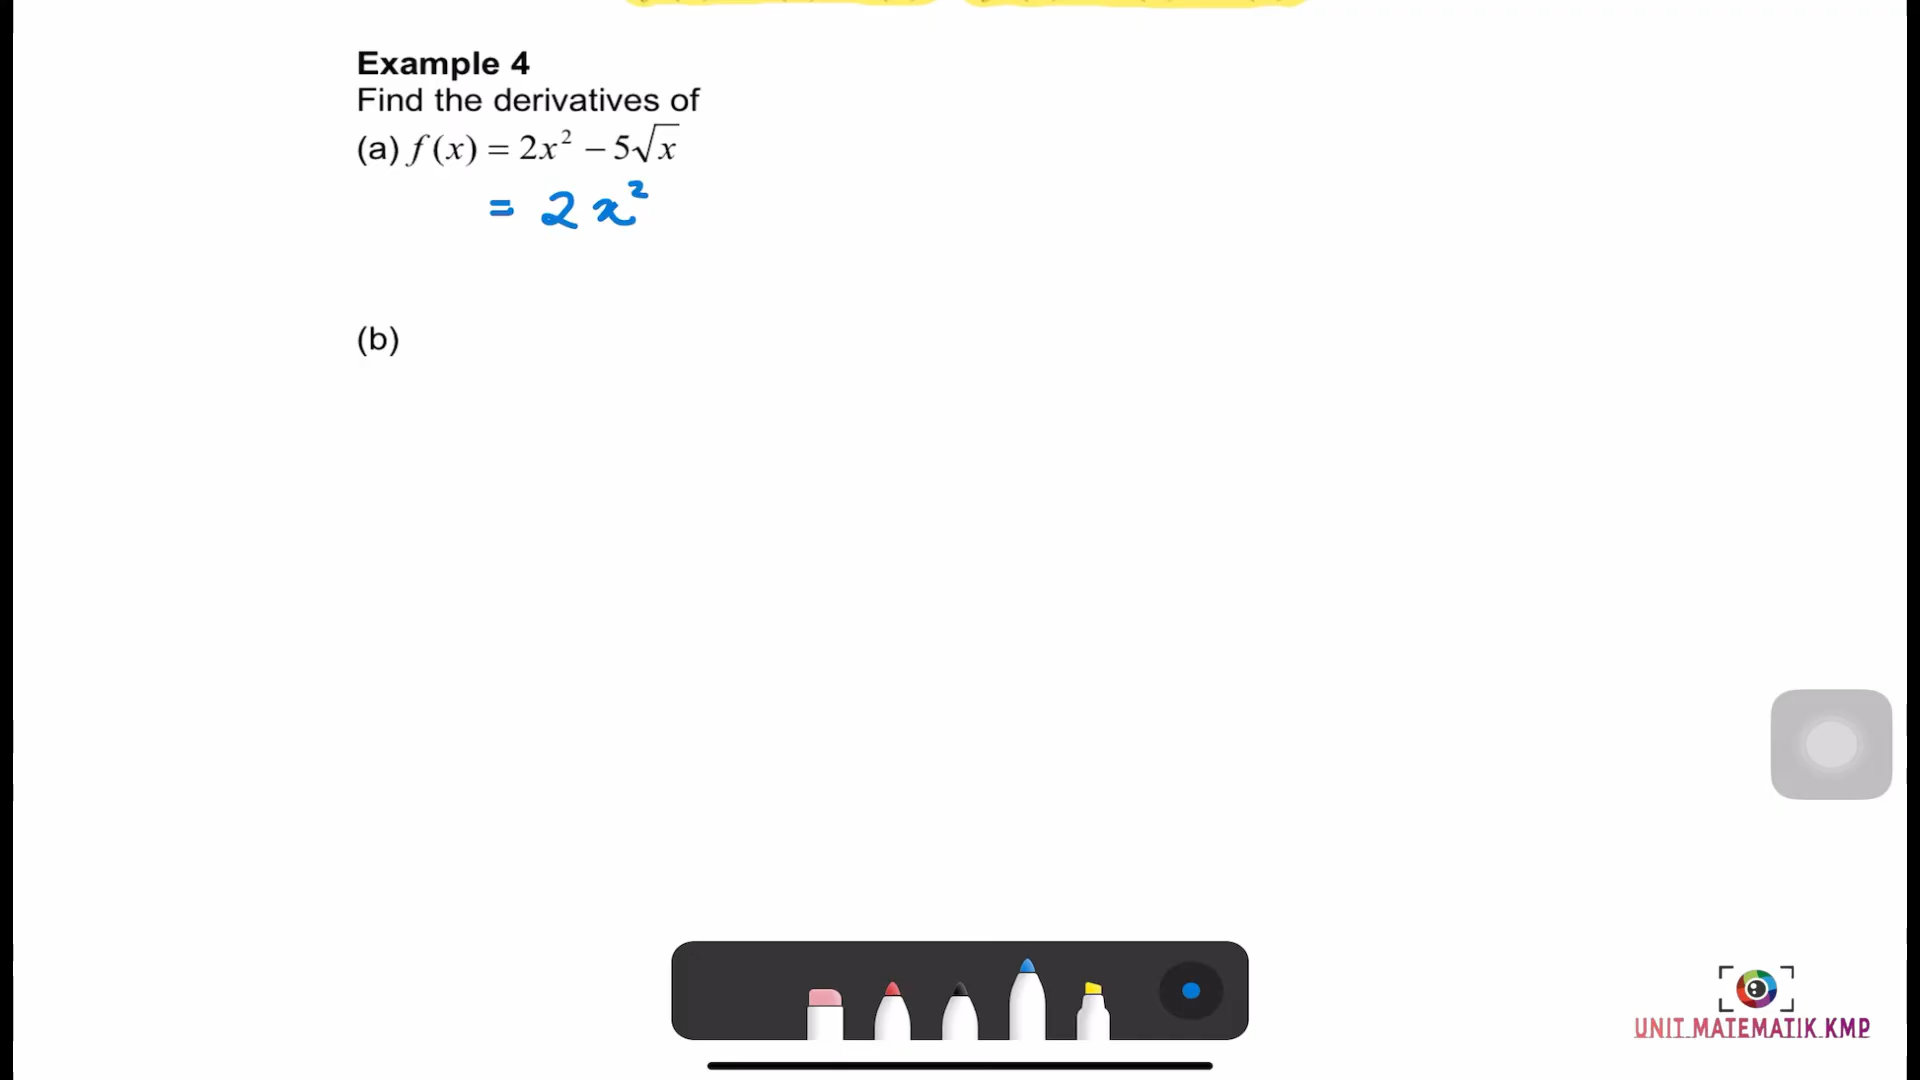 Example 4
Find the derivatives of
(a) f(x) = 2x² − 5√x
= 2x²
(b)
UNIT MATEMATIK KMP